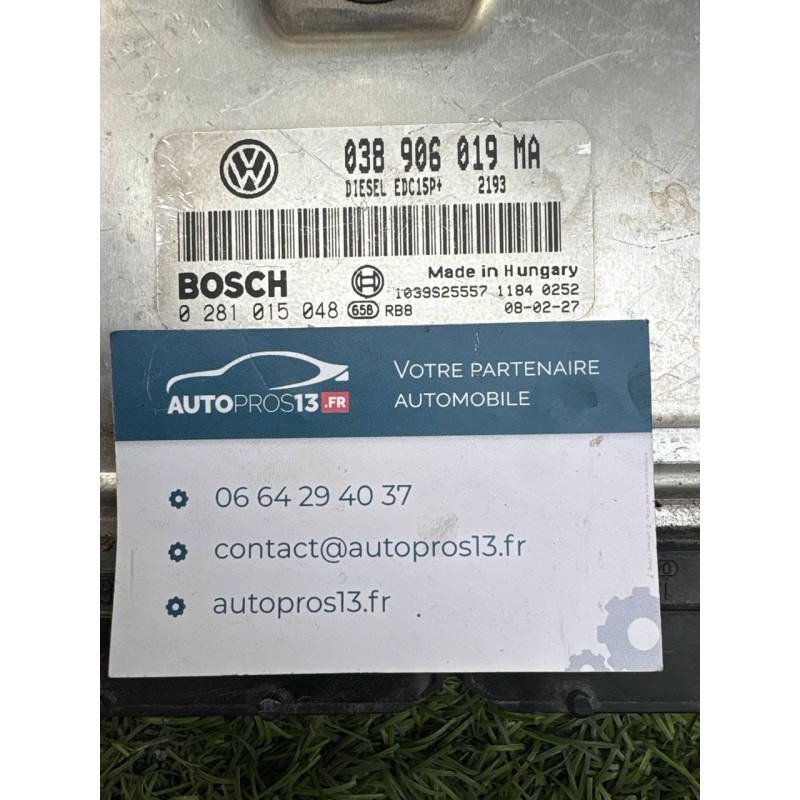 038 906 019 MA
DIESEL EDC15P+ 2193
BOSCH
Made in Hungary
1039S25557 1184 0252
0 281 015 048 658 RB8 08-02-27
AUTOPROS13.FR
VOTRE PARTENAIRE
AUTOMOBILE
06 64 29 40 37
contact@autopros13.fr
autopros13.fr